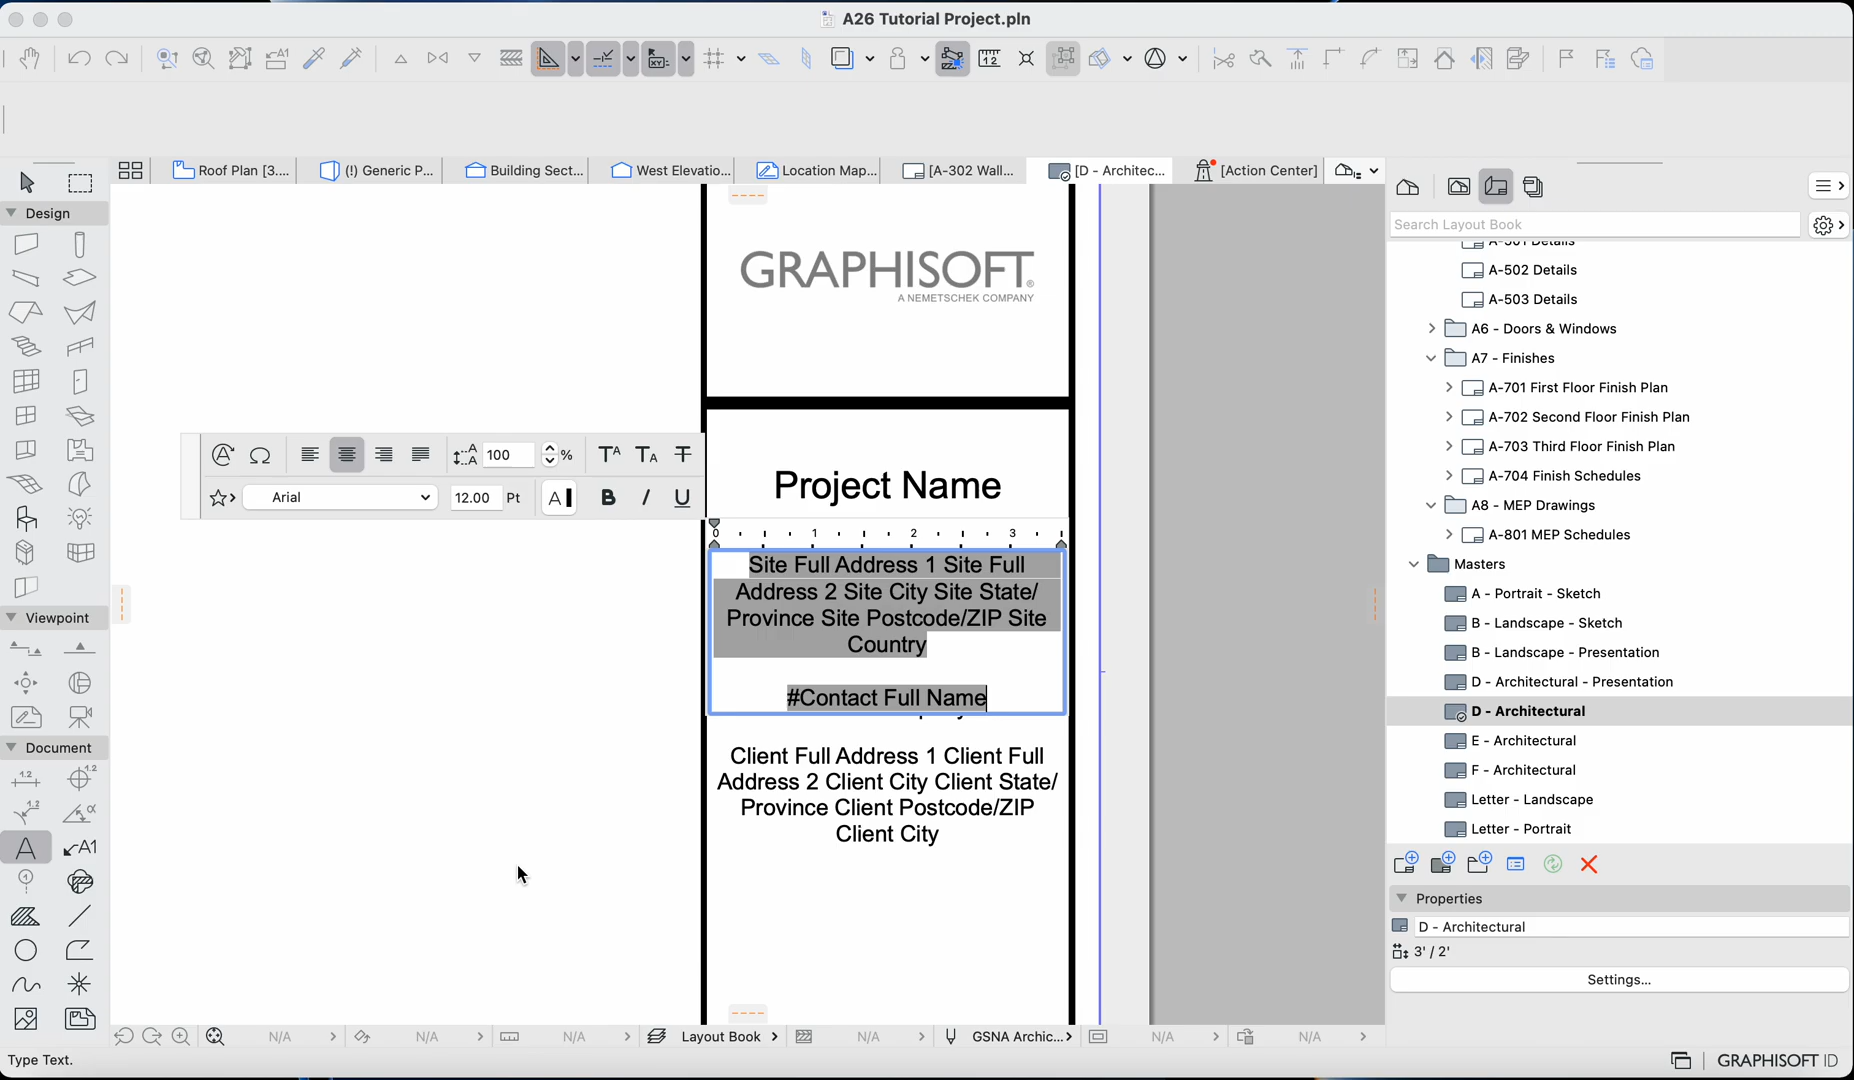 A26 Tutorial Project.pln
Roof Plan [3....
(!) Generic P...
Building Sect...
West Elevatio...
Location Map...
[A-302 Wall...
[D - Architec...
[Action Center]
Design
Viewpoint
Document
GRAPHISOFT®
A NEMETSCHEK COMPANY
100
%
Arial
12.00 Pt
B I U
Project Name
0 1 2 3
Site Full Address 1 Site Full
Address 2 Site City Site State/
Province Site Postcode/ZIP Site
Country
#Contact Full Name
Client Full Address 1 Client Full
Address 2 Client City Client State/
Province Client Postcode/ZIP
Client City
Search Layout Book
A-501 Details
A-502 Details
A-503 Details
A6 - Doors & Windows
A7 - Finishes
A-701 First Floor Finish Plan
A-702 Second Floor Finish Plan
A-703 Third Floor Finish Plan
A-704 Finish Schedules
A8 - MEP Drawings
A-801 MEP Schedules
Masters
A - Portrait - Sketch
B - Landscape - Sketch
B - Landscape - Presentation
D - Architectural - Presentation
D - Architectural
E - Architectural
F - Architectural
Letter - Landscape
Letter - Portrait
Properties
D - Architectural
3' / 2'
Settings...
N/A
N/A
N/A
Layout Book
N/A
GSNA Archic...
N/A
N/A
Type Text.
GRAPHISOFT ID